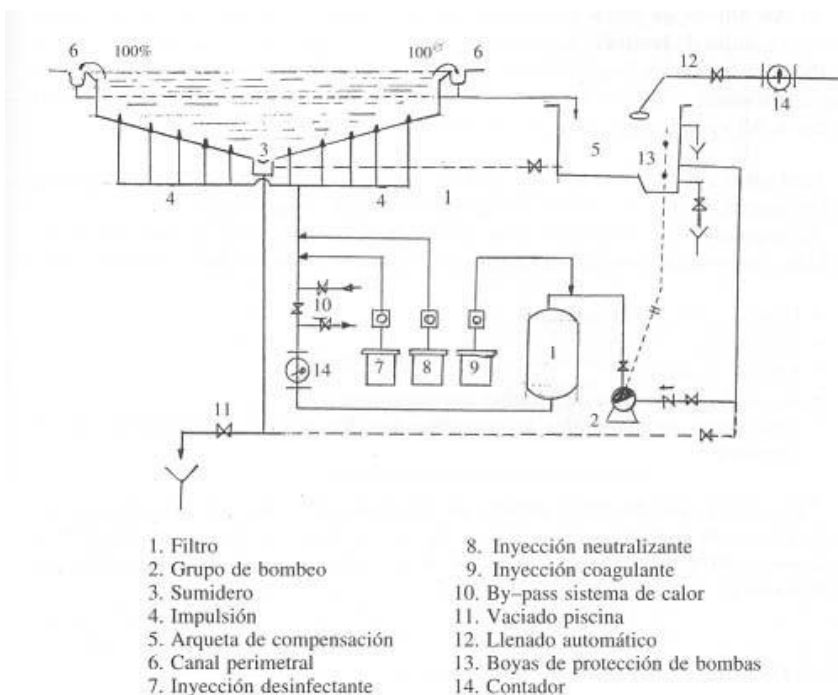 6 100% 100% 6
12
14
3 5 13
4 4 1
10
14 7 8 9 1
11 2
1. Filtro
2. Grupo de bombeo
3. Sumidero
4. Impulsión
5. Arqueta de compensación
6. Canal perimetral
7. Inyección desinfectante
8. Inyección neutralizante
9. Inyección coagulante
10. By–pass sistema de calor
11. Vaciado piscina
12. Llenado automático
13. Boyas de protección de bombas
14. Contador